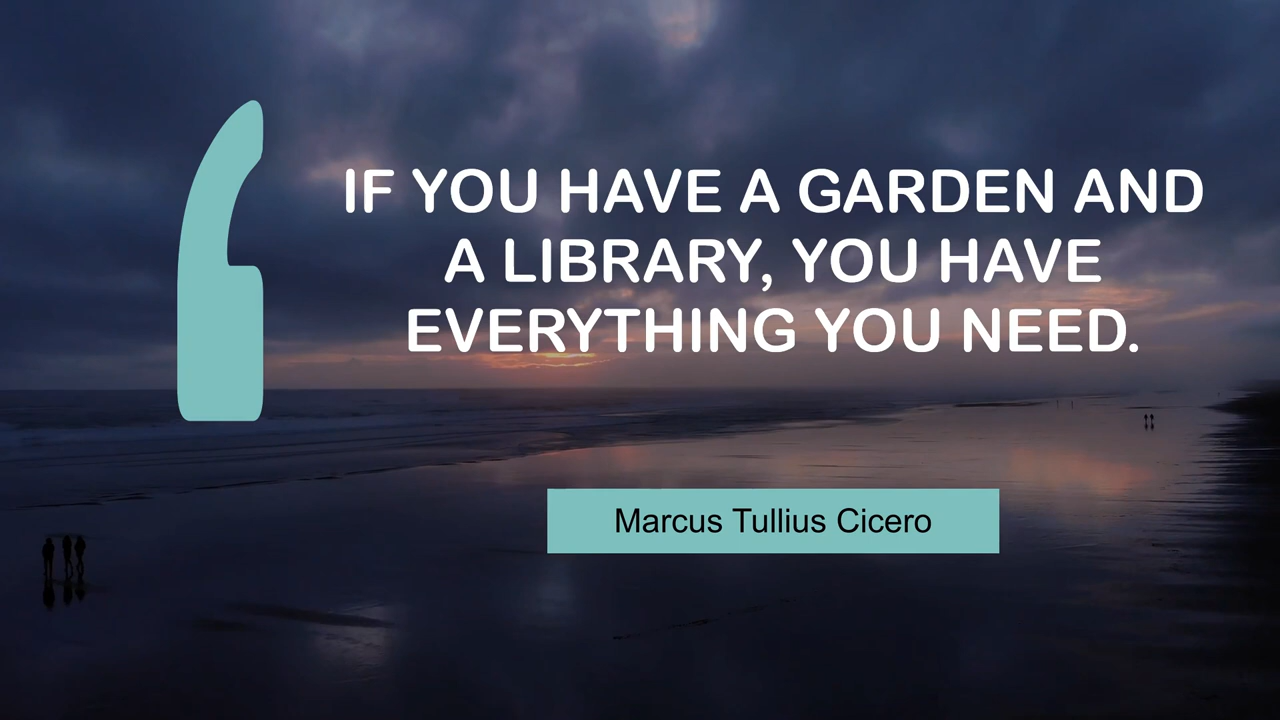 IF YOU HAVE A GARDEN AND
A LIBRARY, YOU HAVE
EVERYTHING YOU NEED.
Marcus Tullius Cicero